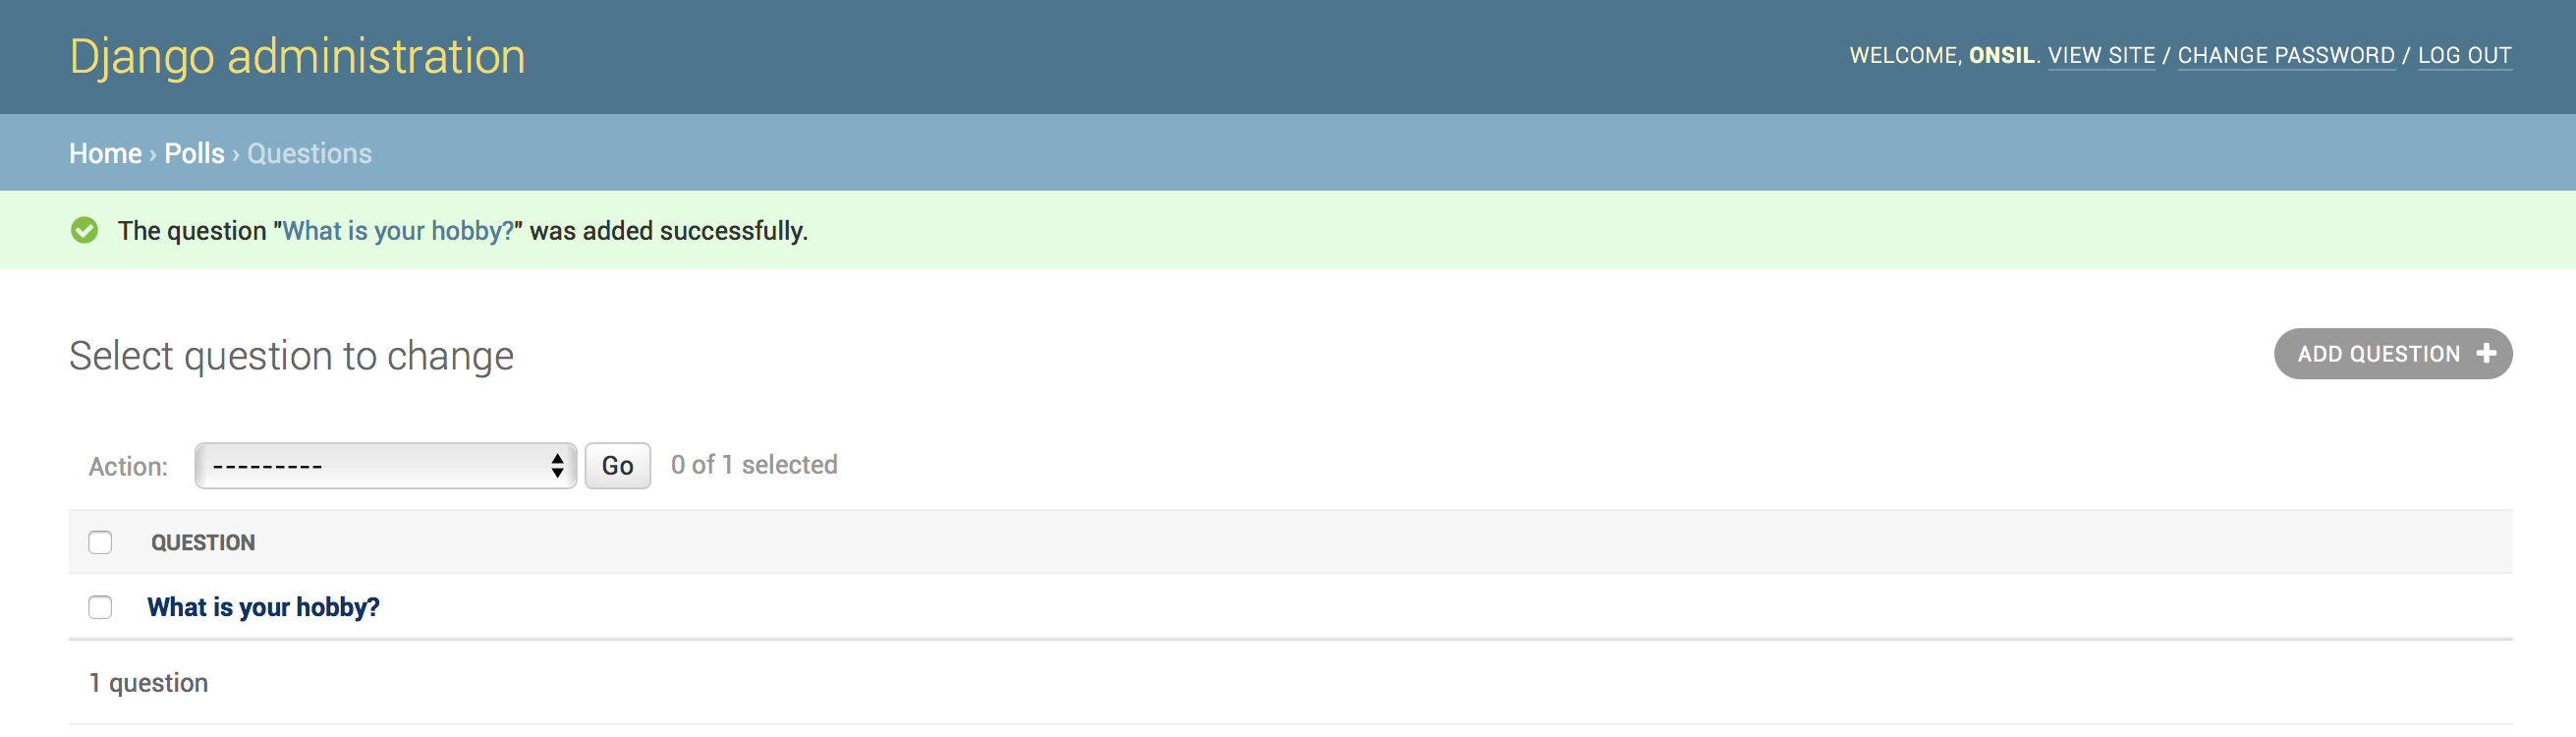 Django administration
WELCOME, ONSIL. VIEW SITE / CHANGE PASSWORD / LOG OUT
Home › Polls › Questions
The question "What is your hobby?" was added successfully.
Select question to change
ADD QUESTION +
Action: --------- Go 0 of 1 selected
QUESTION
What is your hobby?
1 question